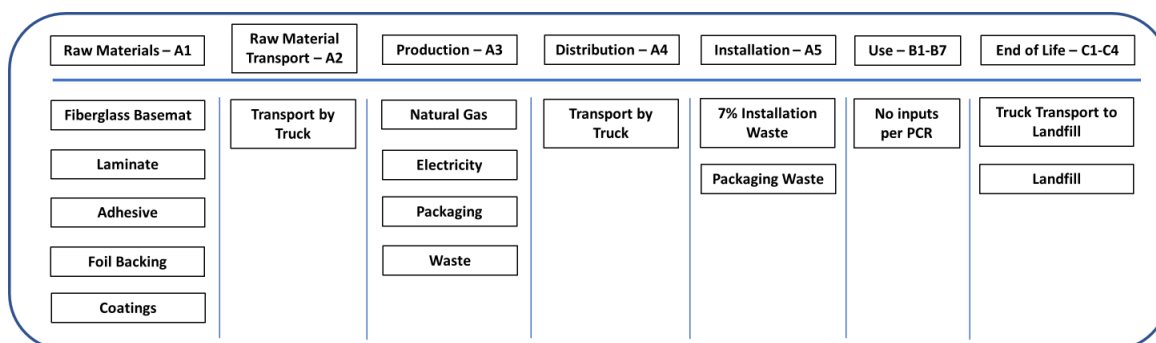 Raw Materials – A1
Raw Material
Transport – A2
Production – A3
Distribution – A4
Installation – A5
Use – B1-B7
End of Life – C1-C4
Fiberglass Basemat
Laminate
Adhesive
Foil Backing
Coatings
Transport by
Truck
Natural Gas
Electricity
Packaging
Waste
Transport by
Truck
7% Installation
Waste
Packaging Waste
No inputs
per PCR
Truck Transport to
Landfill
Landfill